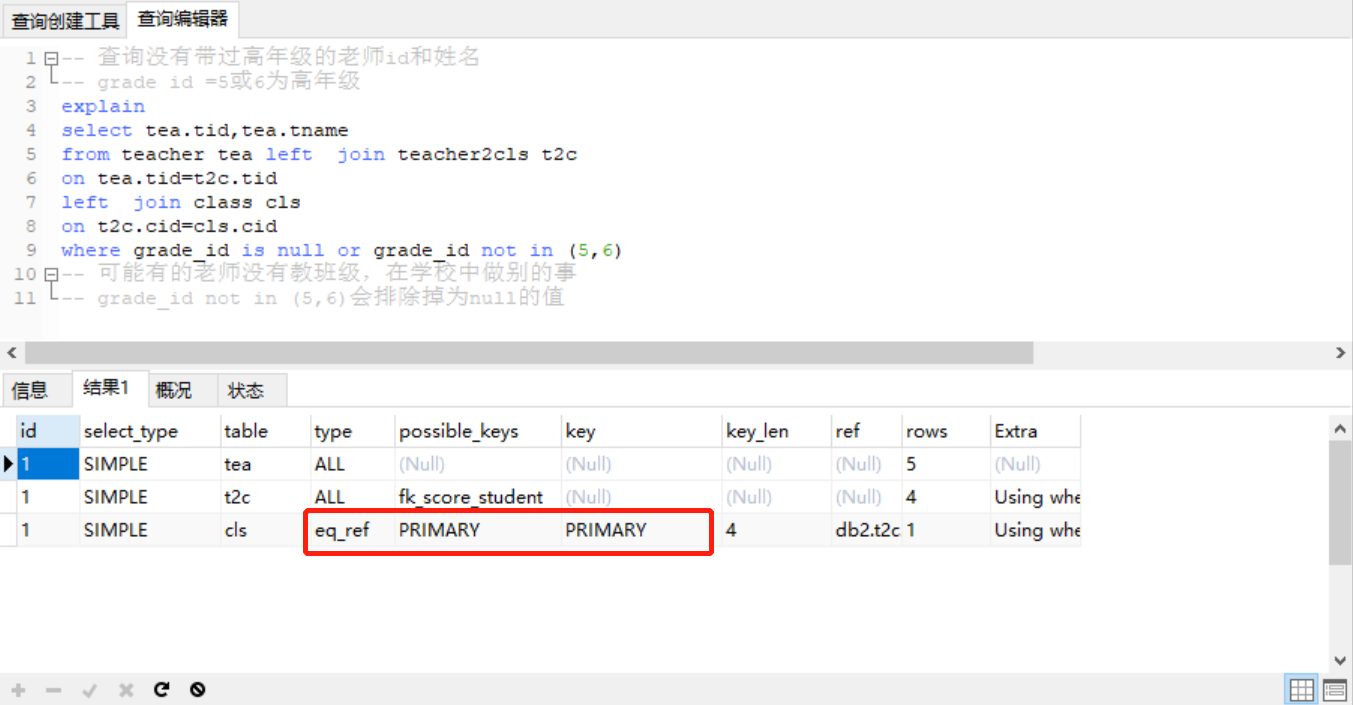 查询创建工具 查询编辑器
1 -- 查询没有带过高年级的老师id和姓名
2 -- grade id =5或6为高年级
3 explain
4 select tea.tid,tea.tname
5 from teacher tea left  join teacher2cls t2c
6 on tea.tid=t2c.tid
7 left  join class cls
8 on t2c.cid=cls.cid
9 where grade_id is null or grade_id not in (5,6)
10 -- 可能有的老师没有教班级，在学校中做别的事
11 -- grade_id not in (5,6)会排除掉为null的值
信息 结果1 概况 状态
id select_type table type possible_keys key key_len ref rows Extra
1 SIMPLE tea ALL (Null) (Null) (Null) (Null) 5 (Null)
1 SIMPLE t2c ALL fk_score_student (Null) (Null) (Null) 4 Using whe
1 SIMPLE cls eq_ref PRIMARY PRIMARY 4 db2.t2c. 1 Using whe